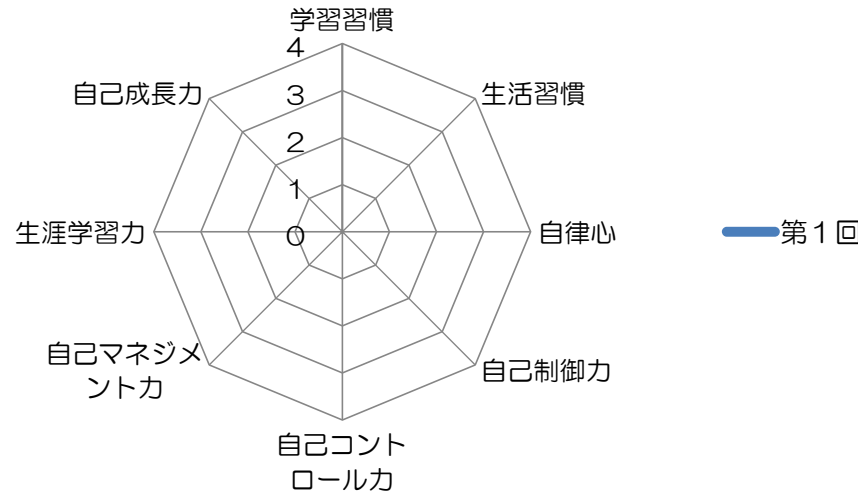 学習習慣
4
3
2
1
0
生活習慣
自律心
自己制御力
自己コント
ロール力
自己マネジメ
ント力
生涯学習力
自己成長力
第1回